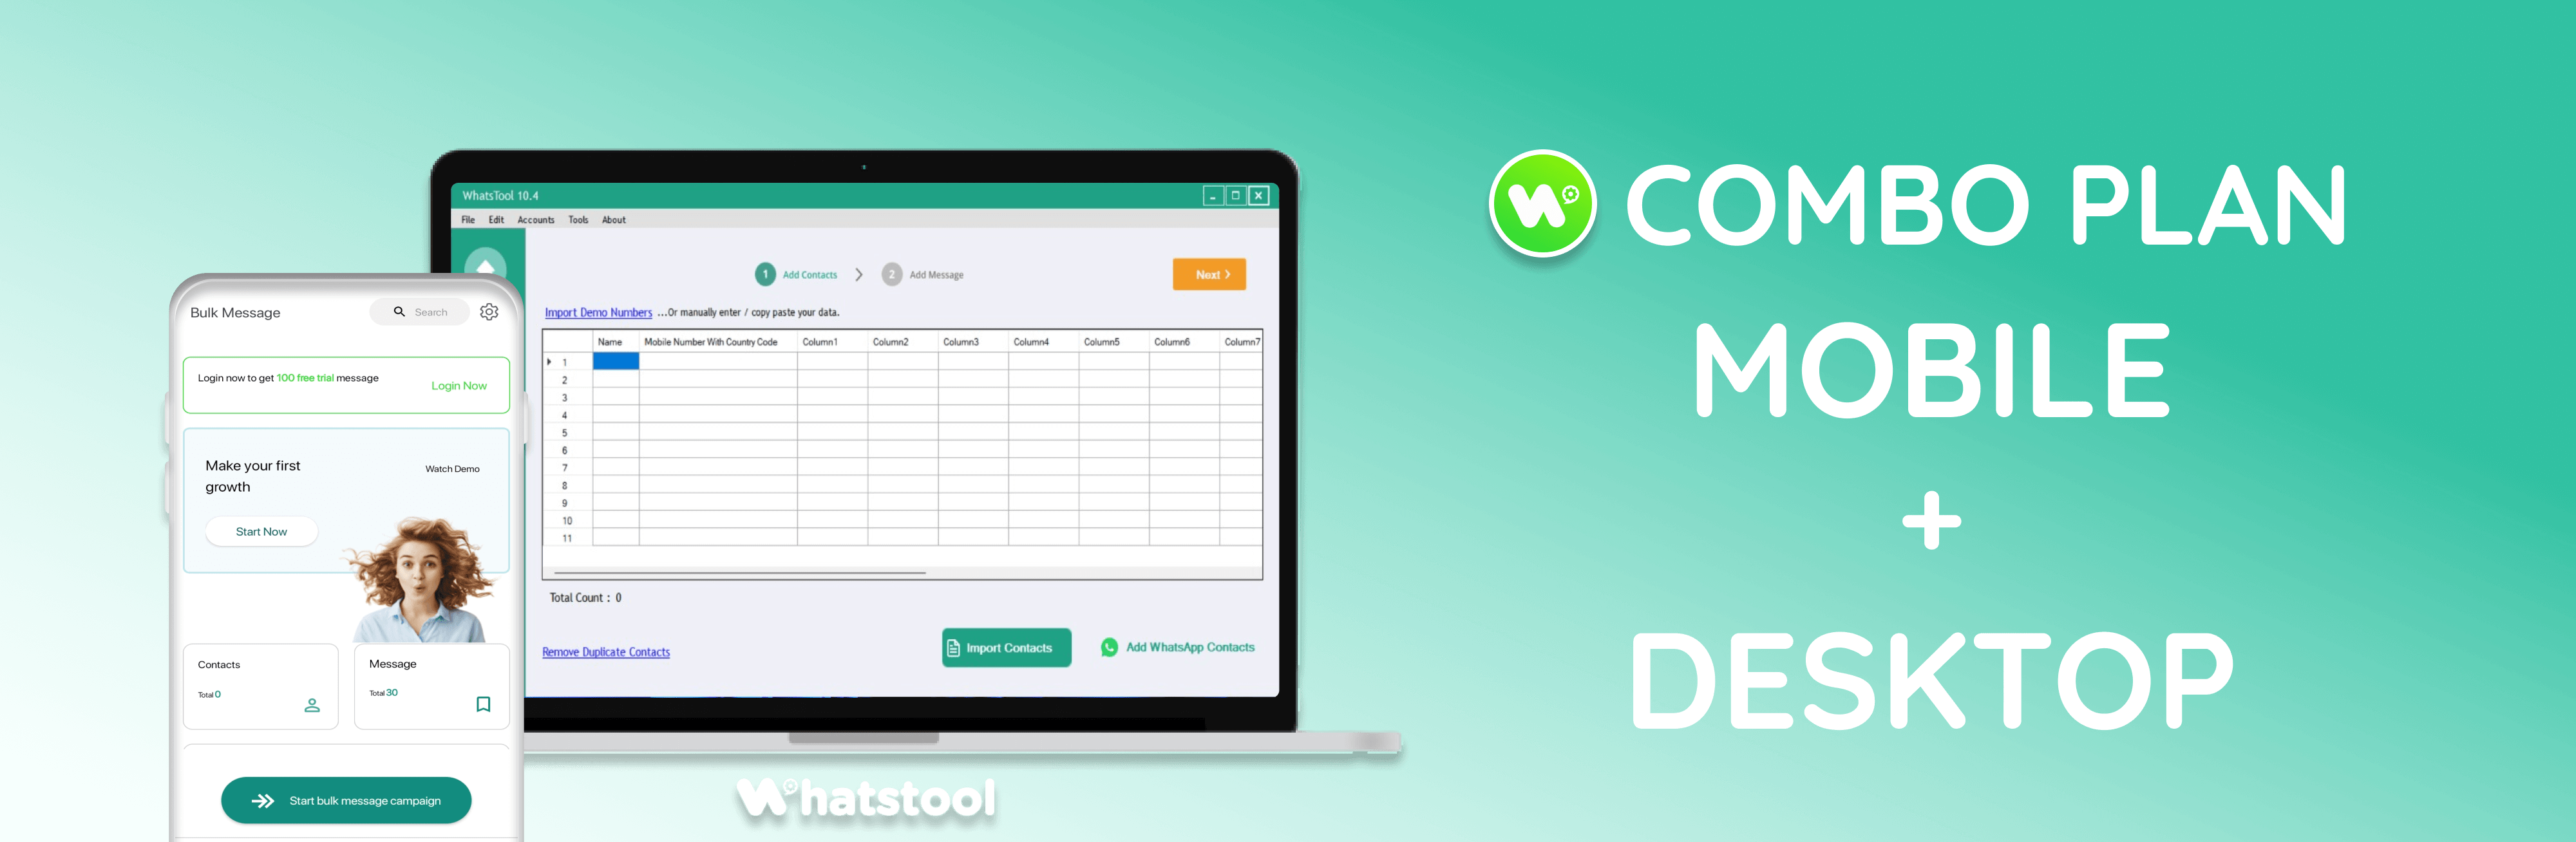 WhatsTool 10.4
File Edit Accounts Tools About
1 Add Contacts 2 Add Message
Next
Import Demo Numbers ...Or manually enter / copy paste your data.
Name Mobile Number With Country Code Column1 Column2 Column3 Column4 Column5 Column6 Column7
1
2
3
4
5
6
7
8
9
10
11
Total Count : 0
Remove Duplicate Contacts
Import Contacts
Add WhatsApp Contacts
Bulk Message
Search
Login now to get 100 free trial message
Login Now
Make your first
growth
Watch Demo
Start Now
Contacts
Total 0
Message
Total 30
Start bulk message campaign
Whatstool
W COMBO PLAN
MOBILE
+
DESKTOP